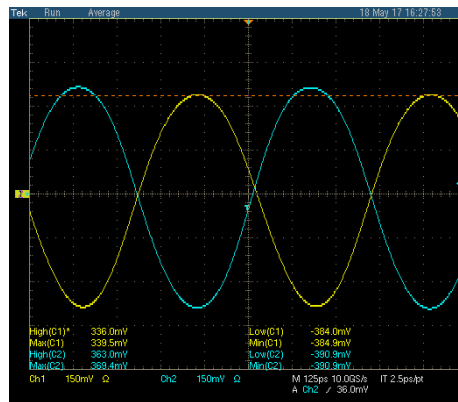 Tek Run Average 18 May 17 16:27:53
High(C1)* 336.0mV Low(C1) -384.0mV
Max(C1) 339.5mV Min(C1) -384.9mV
High(C2) 363.0mV Low(C2) -390.9mV
Max(C2) 369.4mV Min(C2) -390.9mV
Ch1 150mV Ω Ch2 150mV Ω M 125ps 10.0GS/s IT 2.5ps/pt
A Ch2 ∕ 36.0mV